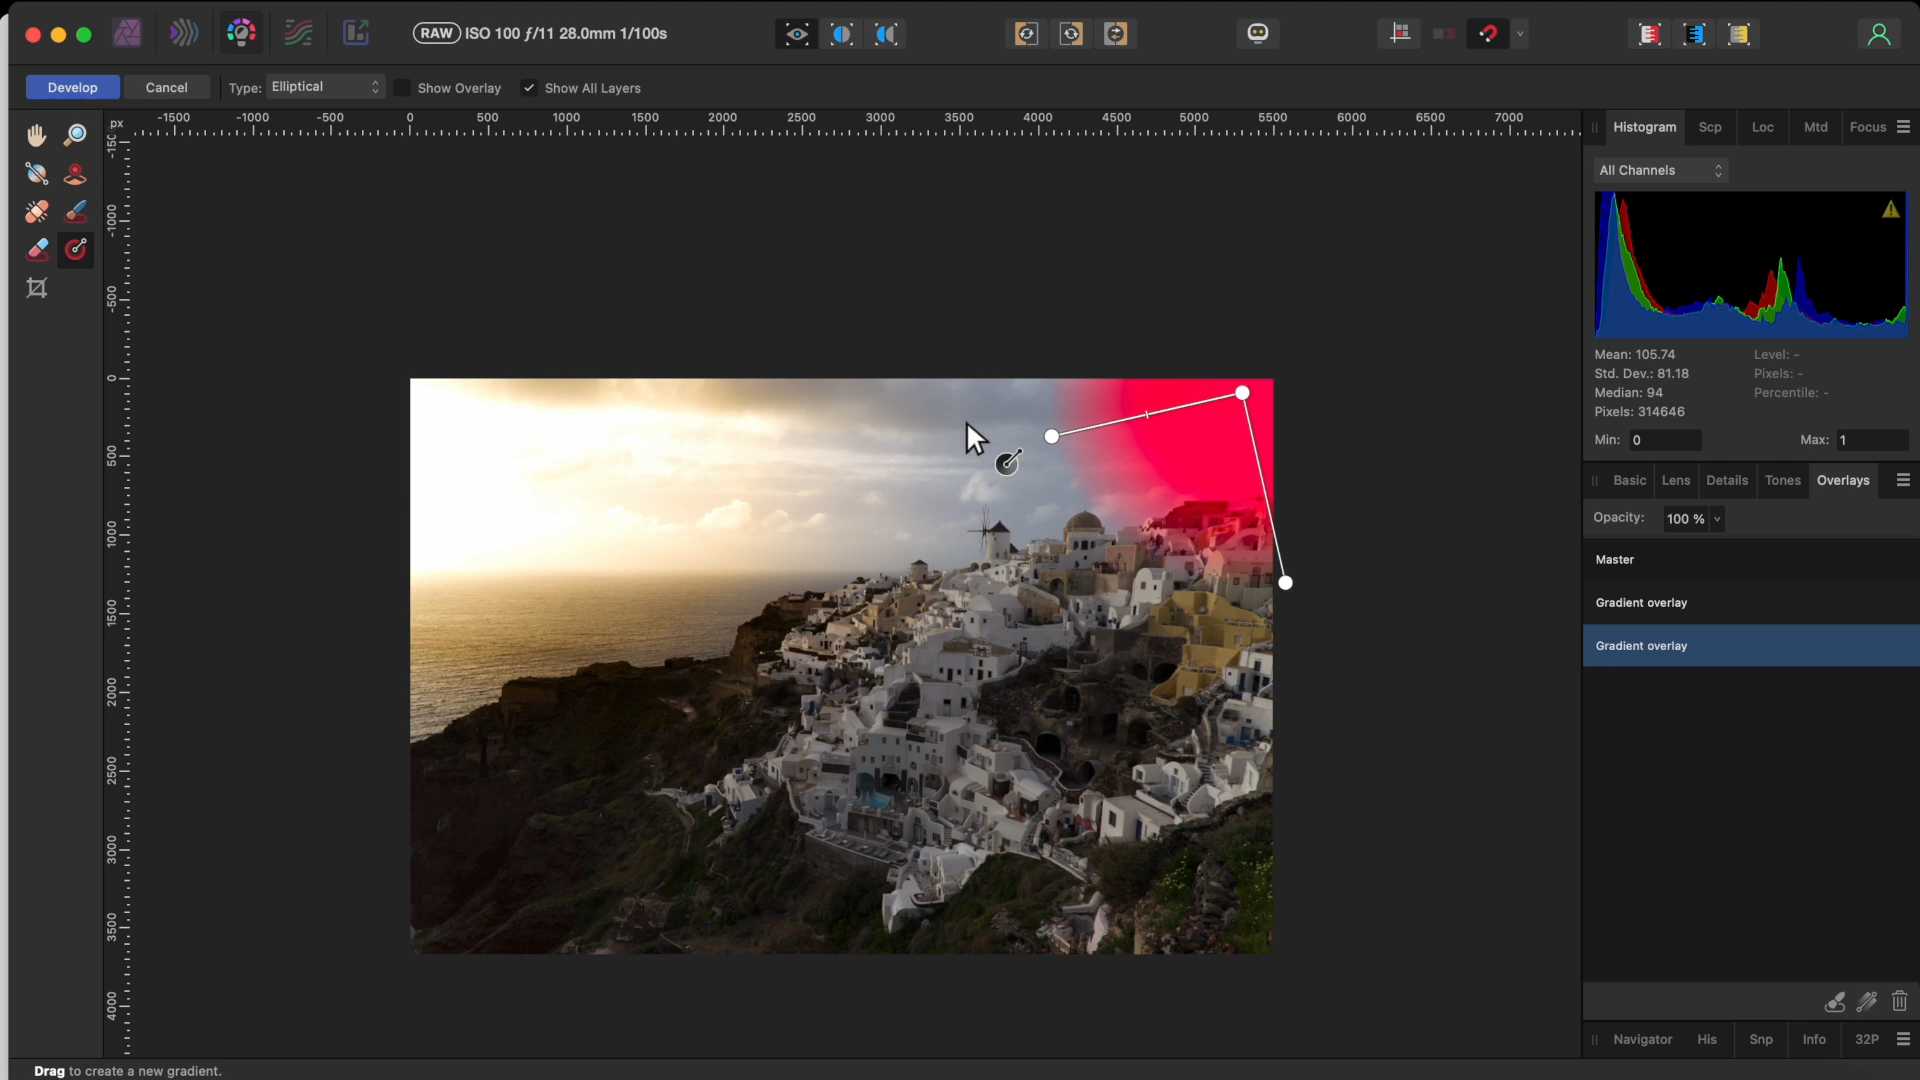 RAW ISO 100 ƒ/11 28.0mm 1/100s
Develop Cancel Type: Elliptical Show Overlay Show All Layers
px -1500 -1000 -500 0 500 1000 1500 2000 2500 3000 3500 4000 4500 5000 5500 6000 6500 7000
-1000
-500
0
500
1000
1500
2000
2500
3000
3500
4000
Histogram Scp Loc Mtd Focus
All Channels
Mean: 105.74 Level: -
Std. Dev.: 81.18 Pixels: -
Median: 94 Percentile: -
Pixels: 314646
Min: 0 Max: 1
Basic Lens Details Tones Overlays
Opacity: 100 %
Master
Gradient overlay
Gradient overlay
Navigator His Snp Info 32P
Drag to create a new gradient.